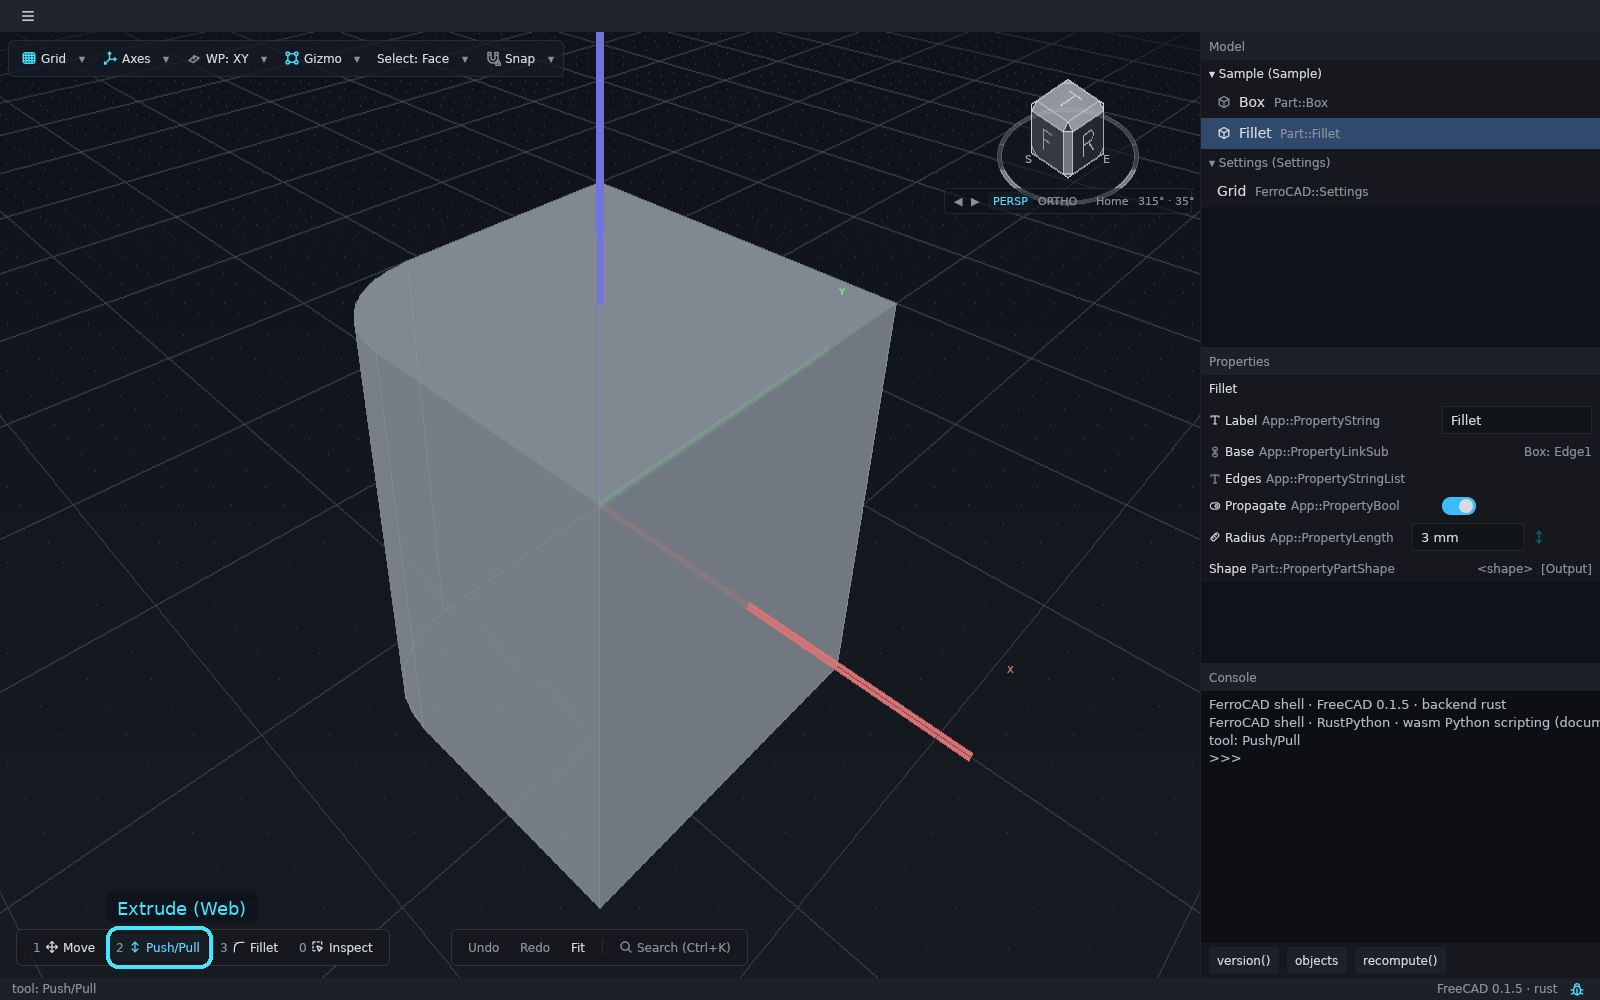 Grid ▾ Axes ▾ WP: XY ▾ Gizmo ▾ Select: Face ▾ Snap ▾
T
F R
S E
◀ ▶ PERSP ORTHO Home 315° · 35°
Y
X
Model
▾ Sample (Sample)
Box Part::Box
Fillet Part::Fillet
▾ Settings (Settings)
Grid FerroCAD::Settings
Properties
Fillet
Label App::PropertyString Fillet
Base App::PropertyLinkSub Box: Edge1
Edges App::PropertyStringList
Propagate App::PropertyBool
Radius App::PropertyLength 3 mm
Shape Part::PropertyPartShape <shape> [Output]
Console
FerroCAD shell · FreeCAD 0.1.5 · backend rust
FerroCAD shell · RustPython · wasm Python scripting (docum
tool: Push/Pull
>>>
version() objects recompute()
Extrude (Web)
1 Move 2 Push/Pull 3 Fillet 0 Inspect
Undo Redo Fit Search (Ctrl+K)
tool: Push/Pull
FreeCAD 0.1.5 · rust